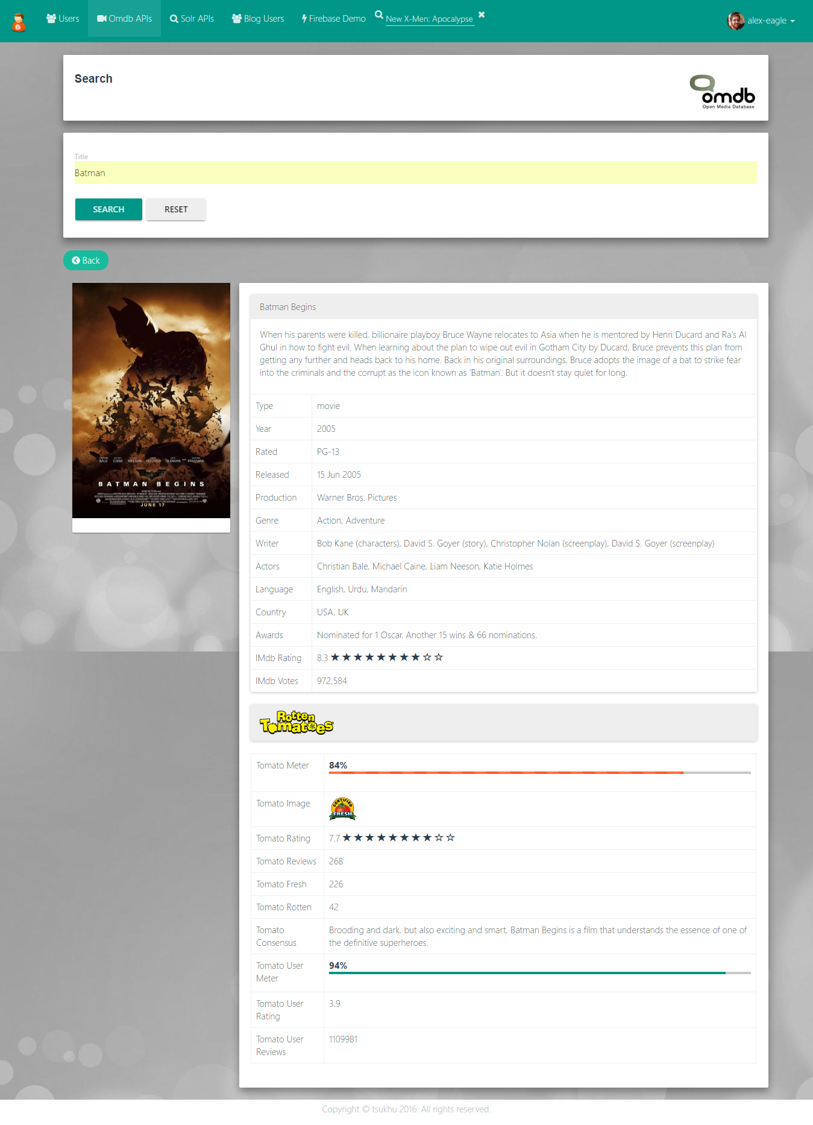 Users Omdb APIs Solr APIs Blog Users Firebase Demo New X-Men: Apocalypse alex-eagle
Search
omdb
Open Media Database
Title
Batman
SEARCH RESET
Back
Batman Begins
When his parents were killed, billionaire playboy Bruce Wayne relocates to Asia when he is mentored by Henri Ducard and Ra's Al
Ghul in how to fight evil. When learning about the plan to wipe out evil in Gotham City by Ducard, Bruce prevents this plan from
getting any further and heads back to his home. Back in his original surroundings, Bruce adopts the image of a bat to strike fear
into the criminals and the corrupt as the icon known as 'Batman'. But it doesn't stay quiet for long.
Type movie
Year 2005
Rated PG-13
Released 15 Jun 2005
Production Warner Bros. Pictures
Genre Action, Adventure
Writer Bob Kane (characters), David S. Goyer (story), Christopher Nolan (screenplay), David S. Goyer (screenplay)
Actors Christian Bale, Michael Caine, Liam Neeson, Katie Holmes
Language English, Urdu, Mandarin
Country USA, UK
Awards Nominated for 1 Oscar. Another 15 wins & 66 nominations.
IMdb Rating 8.3
IMdb Votes 972,584
BATMAN BEGINS
JUNE 17
Rotten
Tomatoes
Tomato Meter 84%
Tomato Image CERTIFIED FRESH
Tomato Rating 7.7
Tomato Reviews 268
Tomato Fresh 226
Tomato Rotten 42
Tomato Consensus Brooding and dark, but also exciting and smart, Batman Begins is a film that understands the essence of one of
the definitive superheroes.
Tomato User Meter 94%
Tomato User Rating 3.9
Tomato User Reviews 1109981
Copyright © tsukhu 2016. All rights reserved.